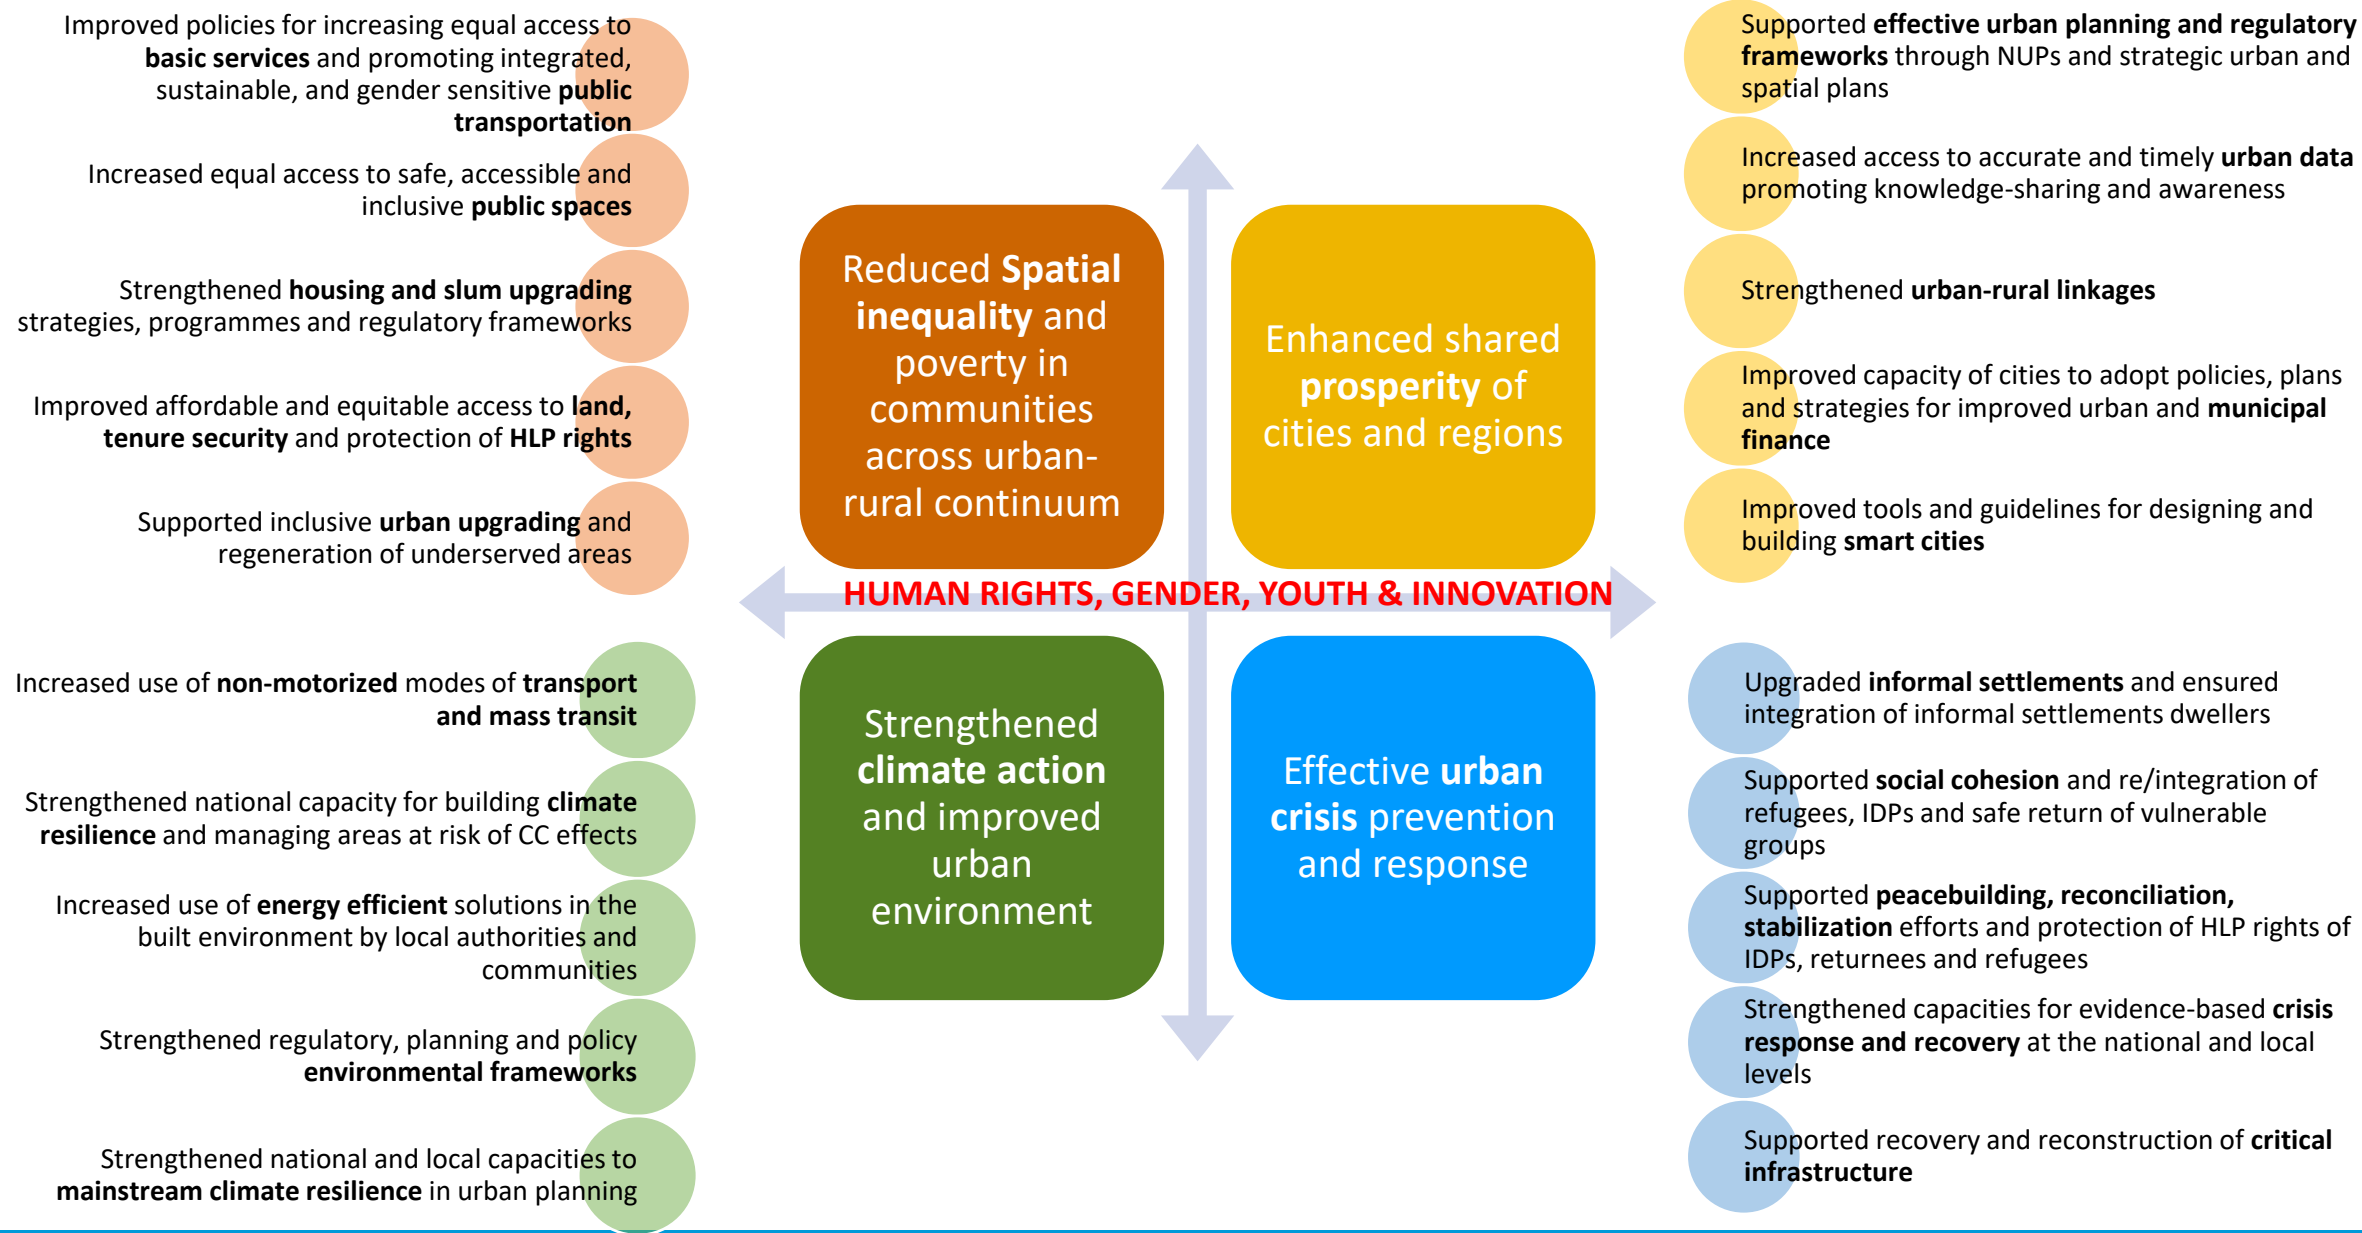 Improved policies for increasing equal access to
basic services and promoting integrated,
sustainable, and gender sensitive public
transportation
Increased equal access to safe, accessible and
inclusive public spaces
Strengthened housing and slum upgrading
strategies, programmes and regulatory frameworks
Improved affordable and equitable access to land,
tenure security and protection of HLP rights
Supported inclusive urban upgrading and
regeneration of underserved areas
Reduced Spatial
inequality and
poverty in
communities
across urban-
rural continuum
Enhanced shared
prosperity of
cities and regions
Supported effective urban planning and regulatory
frameworks through NUPs and strategic urban and
spatial plans
Increased access to accurate and timely urban data
promoting knowledge-sharing and awareness
Strengthened urban-rural linkages
Improved capacity of cities to adopt policies, plans
and strategies for improved urban and municipal
finance
Improved tools and guidelines for designing and
building smart cities
HUMAN RIGHTS, GENDER, YOUTH & INNOVATION
Increased use of non-motorized modes of transport
and mass transit
Strengthened national capacity for building climate
resilience and managing areas at risk of CC effects
Increased use of energy efficient solutions in the
built environment by local authorities and
communities
Strengthened regulatory, planning and policy
environmental frameworks
Strengthened national and local capacities to
mainstream climate resilience in urban planning
Strengthened
climate action
and improved
urban
environment
Effective urban
crisis prevention
and response
Upgraded informal settlements and ensured
integration of informal settlements dwellers
Supported social cohesion and re/integration of
refugees, IDPs and safe return of vulnerable
groups
Supported peacebuilding, reconciliation,
stabilization efforts and protection of HLP rights of
IDPs, returnees and refugees
Strengthened capacities for evidence-based crisis
response and recovery at the national and local
levels
Supported recovery and reconstruction of critical
infrastructure